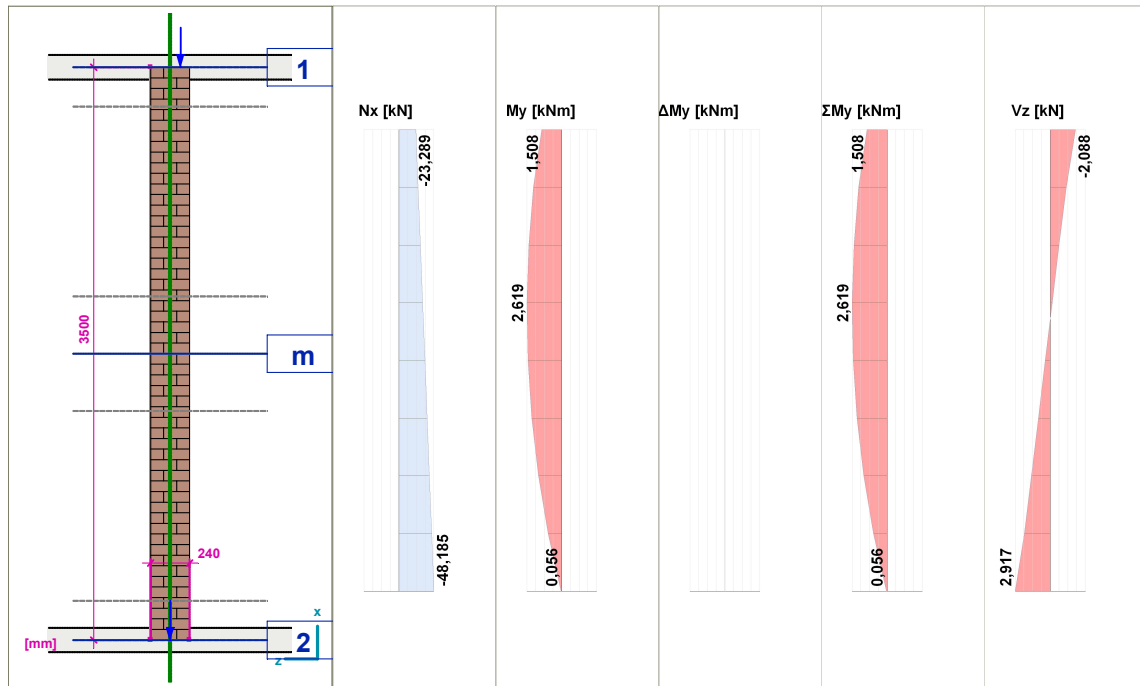 1
3500
m
240
x
[mm]
2
z
Nx [kN]
-23,289
-48,185
My [kNm]
1,508
2,619
0,056
ΔMy [kNm]
ΣMy [kNm]
1,508
2,619
0,056
Vz [kN]
-2,088
2,917